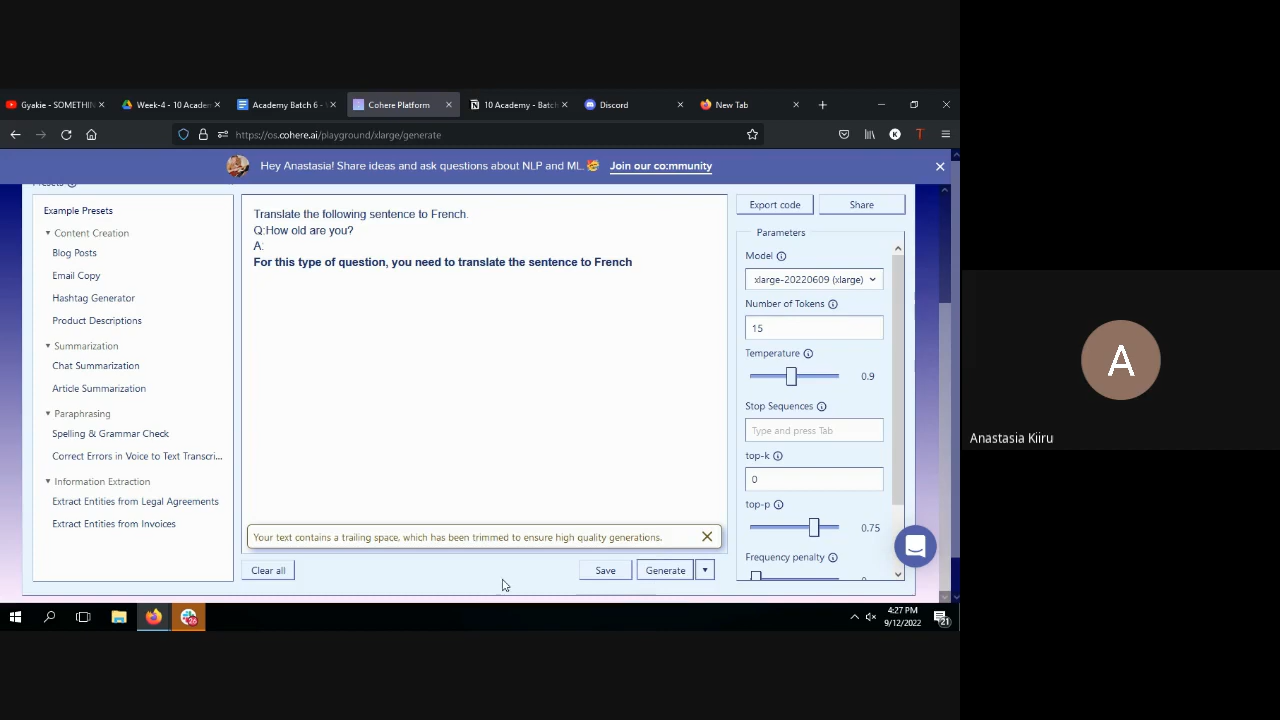 Gyakie - SOMETHIN
Week-4 - 10 Academ
Academy Batch 6 -
Cohere Platform
10 Academy - Batch
Discord
New Tab
https://os.cohere.ai/playground/xlarge/generate
K
T
Hey Anastasia! Share ideas and ask questions about NLP and ML.
Join our co:mmunity
Presets
Example Presets
Content Creation
Blog Posts
Email Copy
Hashtag Generator
Product Descriptions
Summarization
Chat Summarization
Article Summarization
Paraphrasing
Spelling & Grammar Check
Correct Errors in Voice to Text Transcri...
Information Extraction
Extract Entities from Legal Agreements
Extract Entities from Invoices
Translate the following sentence to French.
Q:How old are you?
A:
For this type of question, you need to translate the sentence to French
Your text contains a trailing space, which has been trimmed to ensure high quality generations.
Clear all
Save
Generate
Export code
Share
Parameters
Model
xlarge-20220609 (xlarge)
Number of Tokens
15
Temperature
0.9
Stop Sequences
Type and press Tab
top-k
0
top-p
0.75
Frequency penalty
4:27 PM
9/12/2022
21
26
A
Anastasia Kiiru